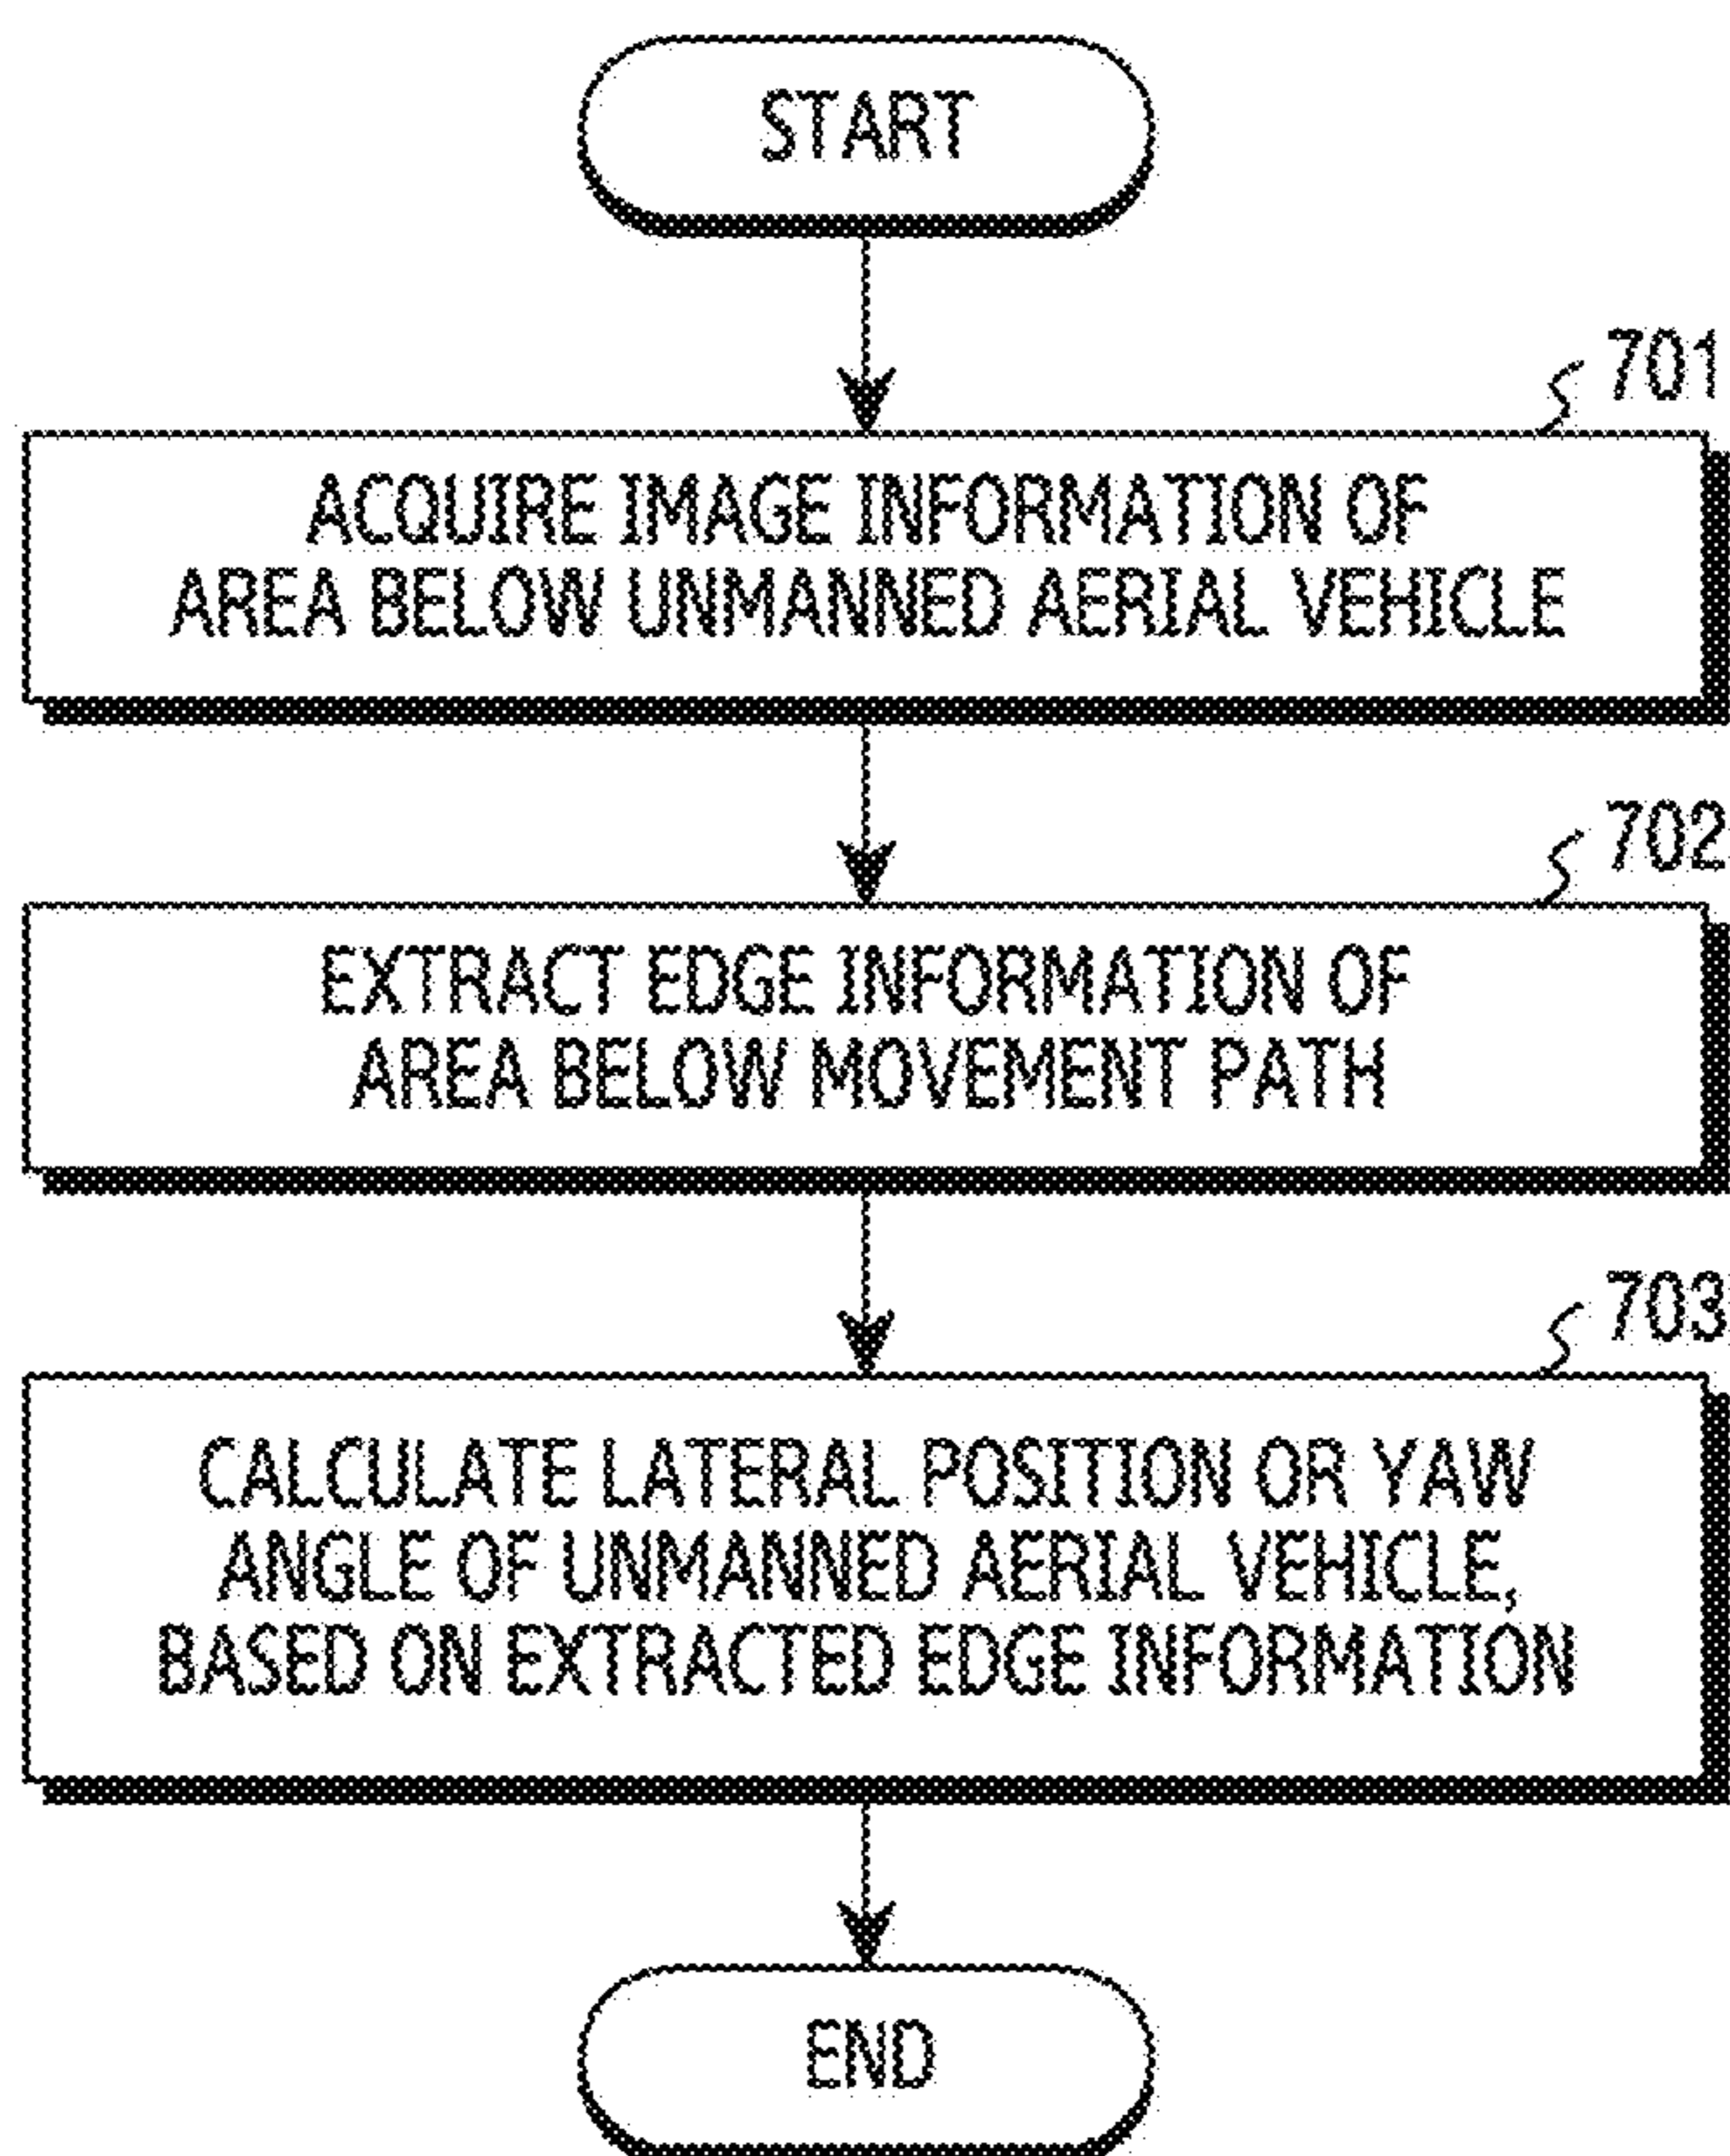 START
701
ACQUIRE IMAGE INFORMATION OF
AREA BELOW UNMANNED AERIAL VEHICLE
702
EXTRACT EDGE INFORMATION OF
AREA BELOW MOVEMENT PATH
703
CALCULATE LATERAL POSITION OR YAW
ANGLE OF UNMANNED AERIAL VEHICLE,
BASED ON EXTRACTED EDGE INFORMATION
END